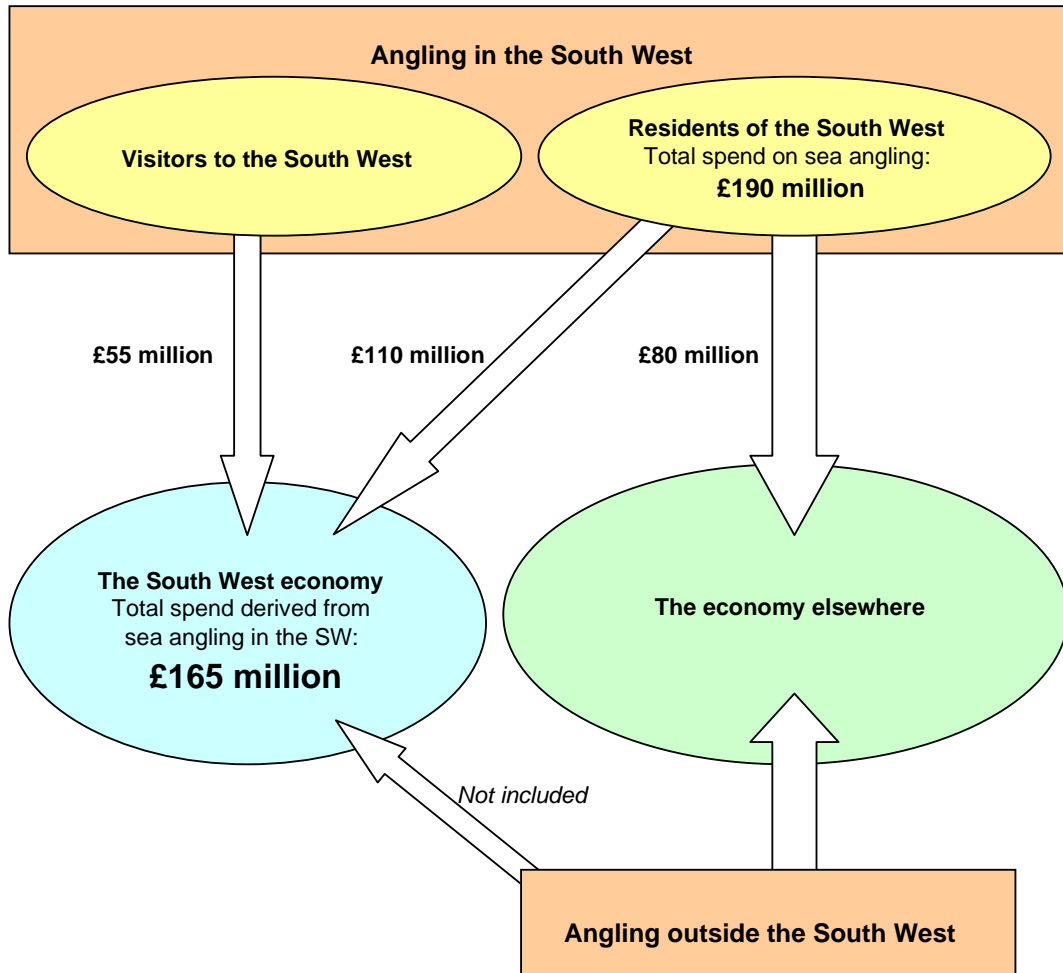 Angling in the South West
Visitors to the South West
Residents of the South West
Total spend on sea angling:
£190 million
£55 million
£110 million
£80 million
The South West economy
Total spend derived from
sea angling in the SW:
£165 million
The economy elsewhere
Not included
Angling outside the South West